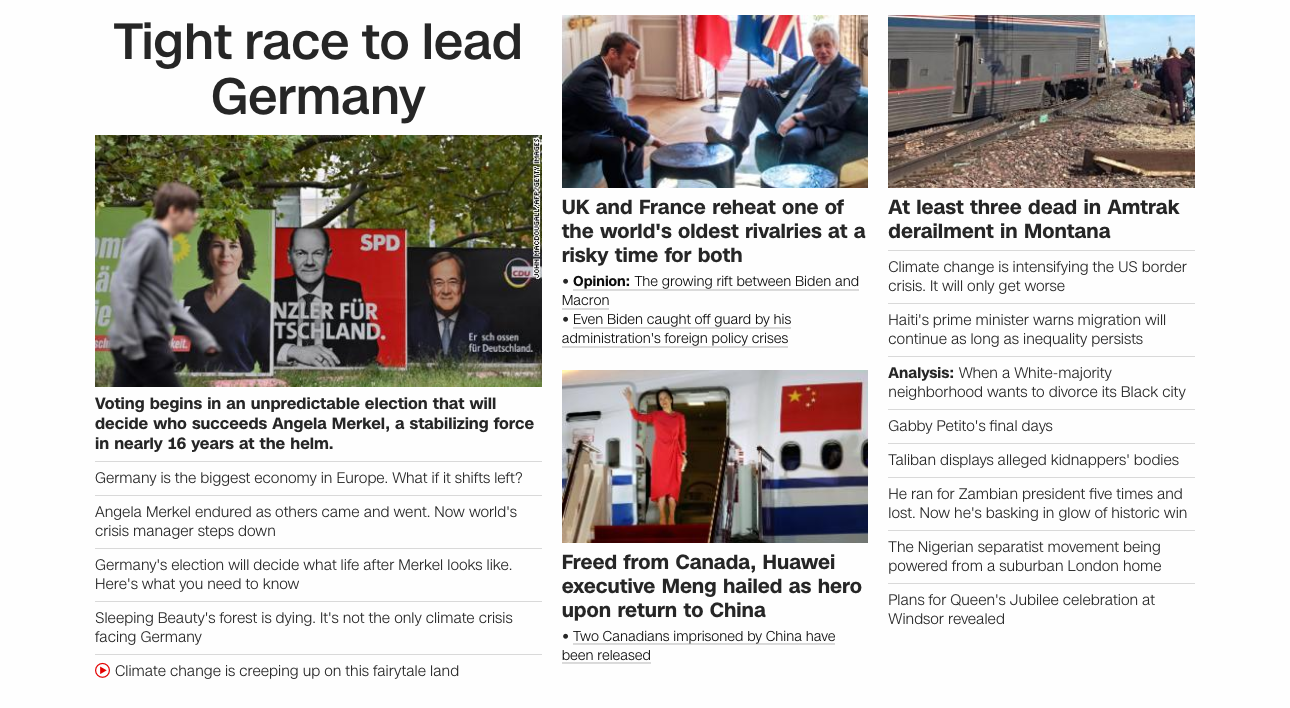 Tight race to lead
Germany
JOHN MACDOUGALL/AFP/GETTY IMAGES
SPD
CDU
NZLER FÜR
TSCHLAND.
Er sch ossen
für Deutschland.
Voting begins in an unpredictable election that will
decide who succeeds Angela Merkel, a stabilizing force
in nearly 16 years at the helm.
Germany is the biggest economy in Europe. What if it shifts left?
Angela Merkel endured as others came and went. Now world's
crisis manager steps down
Germany's election will decide what life after Merkel looks like.
Here's what you need to know
Sleeping Beauty's forest is dying. It's not the only climate crisis
facing Germany
Climate change is creeping up on this fairytale land
UK and France reheat one of
the world's oldest rivalries at a
risky time for both
• Opinion: The growing rift between Biden and
Macron
• Even Biden caught off guard by his
administration's foreign policy crises
Freed from Canada, Huawei
executive Meng hailed as hero
upon return to China
• Two Canadians imprisoned by China have
been released
At least three dead in Amtrak
derailment in Montana
Climate change is intensifying the US border
crisis. It will only get worse
Haiti's prime minister warns migration will
continue as long as inequality persists
Analysis: When a White-majority
neighborhood wants to divorce its Black city
Gabby Petito's final days
Taliban displays alleged kidnappers' bodies
He ran for Zambian president five times and
lost. Now he's basking in glow of historic win
The Nigerian separatist movement being
powered from a suburban London home
Plans for Queen's Jubilee celebration at
Windsor revealed